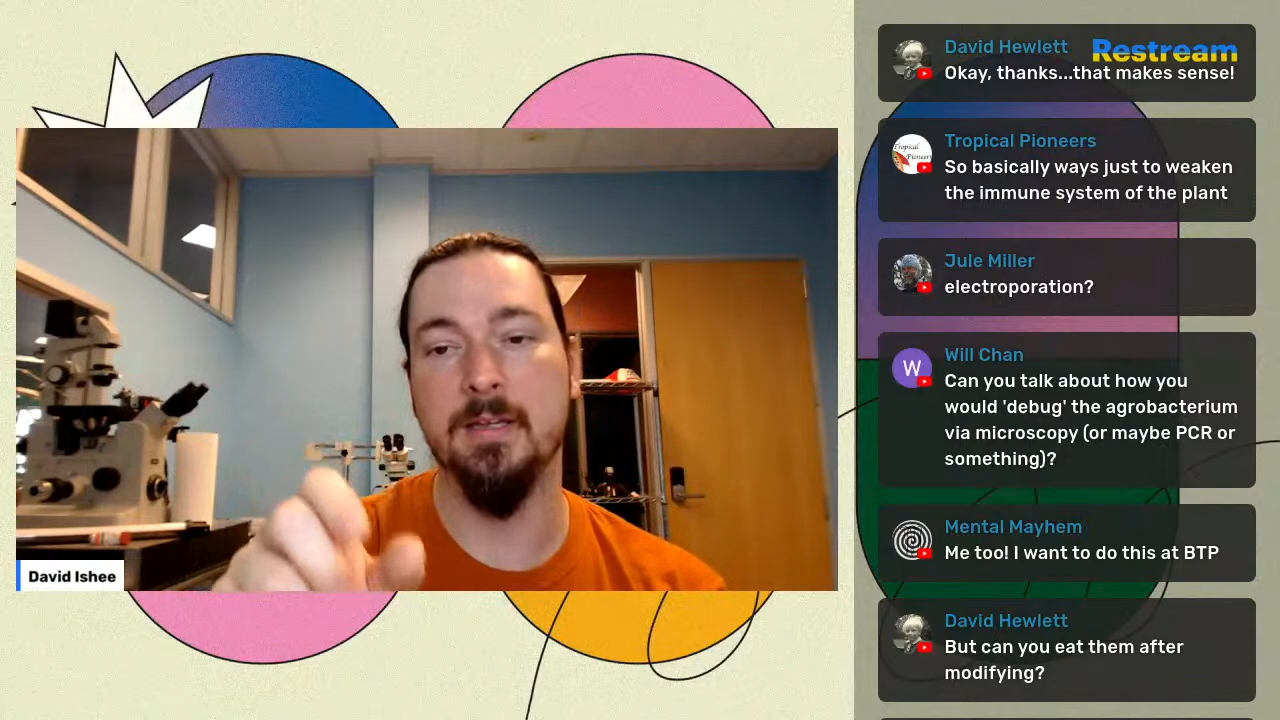 David Hewlett
Restream
Okay, thanks...that makes sense!
Tropical Pioneers
Tropical
Pioneers
So basically ways just to weaken
the immune system of the plant
Jule Miller
electroporation?
W
Will Chan
Can you talk about how you
would 'debug' the agrobacterium
via microscopy (or maybe PCR or
something)?
Mental Mayhem
Me too! I want to do this at BTP
David Hewlett
But can you eat them after
modifying?
David Ishee